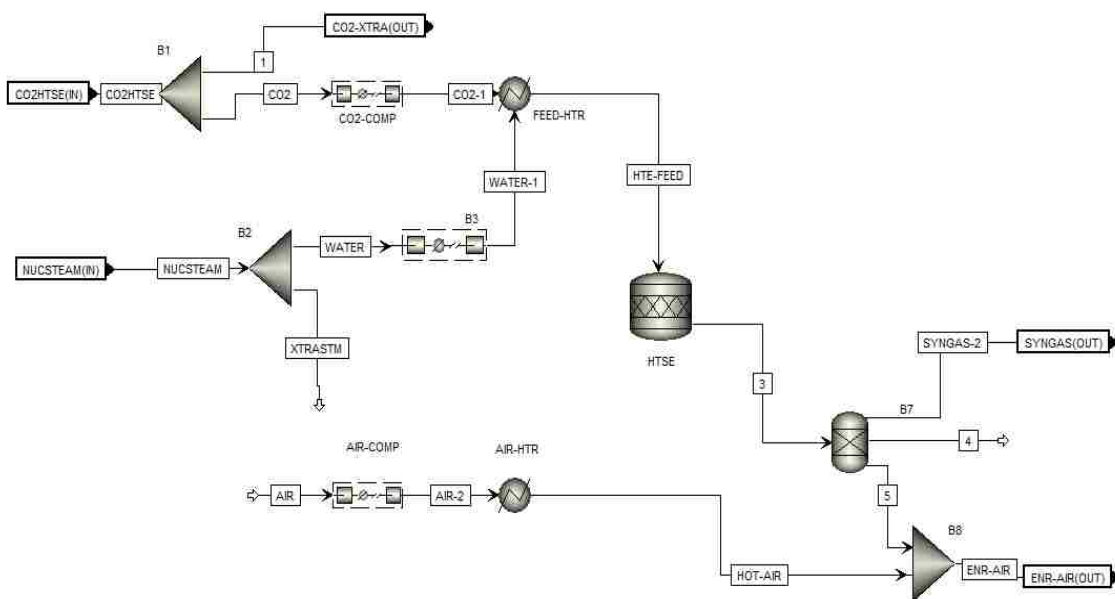 CO2-XTRA(OUT)
B1
1
CO2HTSE(IN)
CO2HTSE
CO2
CO2-1
CO2-COMP
FEED-HTR
WATER-1
HTE-FEED
B3
B2
WATER
NUCSTEAM(IN)
NUCSTEAM
XTRASTM
HTSE
SYNGAS-2
SYNGAS(OUT)
3
B7
4
AIR-COMP
AIR-HTR
AIR
AIR-2
5
B8
HOT-AIR
ENR-AIR
ENR-AIR(OUT)